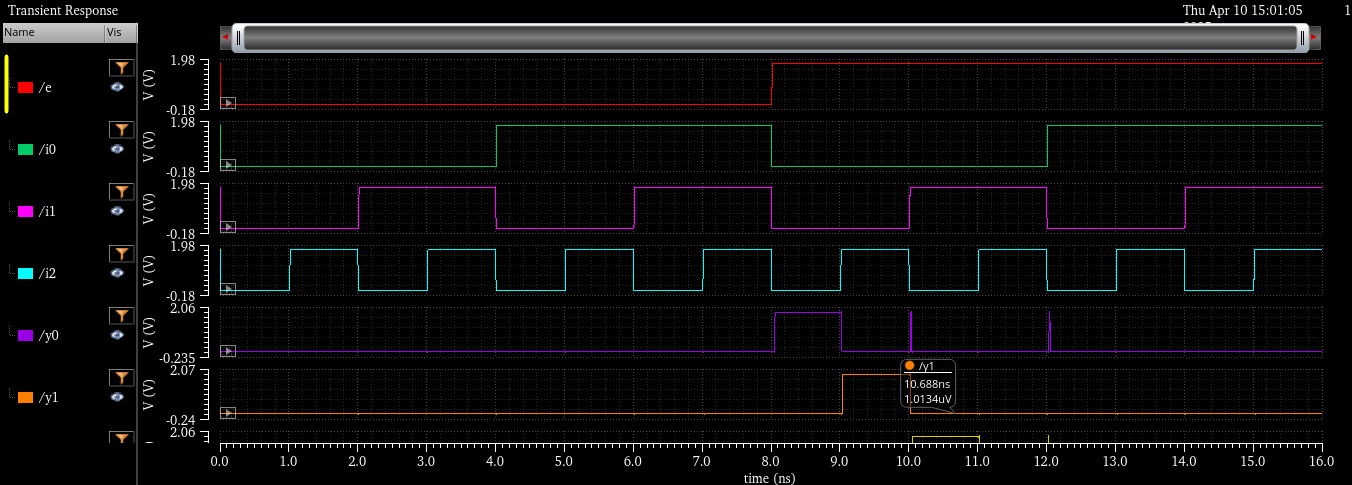 Transient Response
Thu Apr 10 15:01:05
1
Name
Vis
/e
V (V)
1.98
-0.18
/i0
V (V)
1.98
-0.18
/i1
V (V)
1.98
-0.18
/i2
V (V)
1.98
-0.18
/y0
V (V)
2.06
-0.235
/y1
V (V)
2.07
-0.24
/y1
10.688ns
1.0134uV
2.06
0.0 1.0 2.0 3.0 4.0 5.0 6.0 7.0 8.0 9.0 10.0 11.0 12.0 13.0 14.0 15.0 16.0
time (ns)